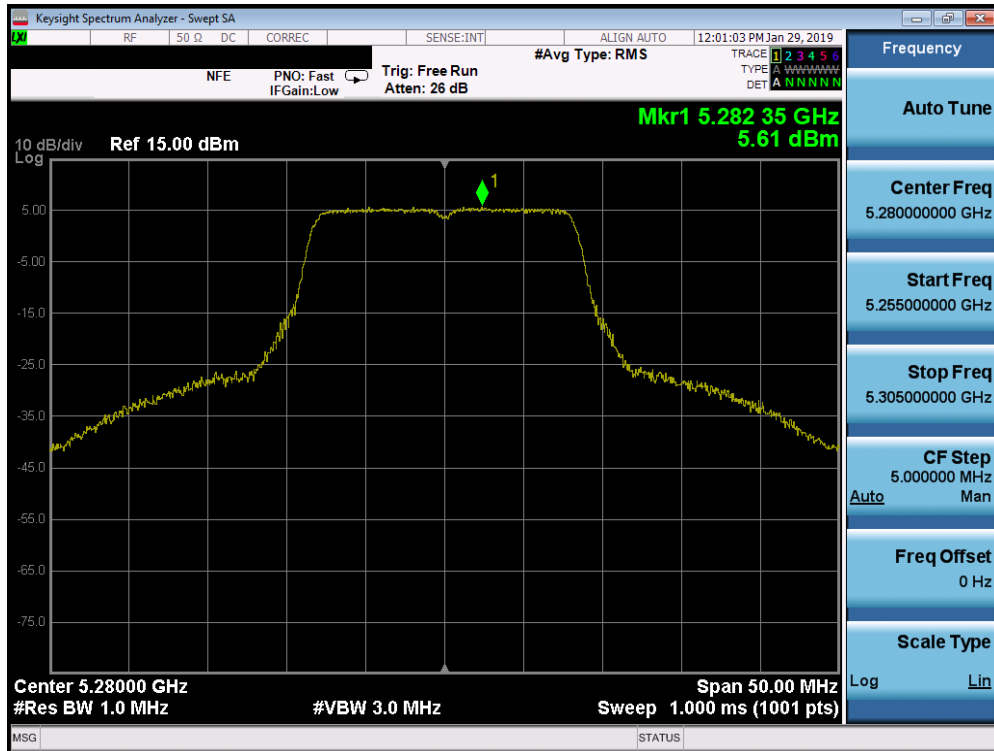 Keysight Spectrum Analyzer - Swept SA
LXI RF 50 Ω DC CORREC SENSE:INT ALIGN AUTO 12:01:03 PM Jan 29, 2019
NFE PNO: Fast Trig: Free Run #Avg Type: RMS TRACE 1 2 3 4 5 6
IFGain:Low Atten: 26 dB TYPE A WWWWW
DET A N N N N N
Mkr1 5.282 35 GHz
5.61 dBm
10 dB/div Ref 15.00 dBm
Log
1
5.00
-5.00
-15.0
-25.0
-35.0
-45.0
-55.0
-65.0
-75.0
Center 5.28000 GHz Span 50.00 MHz
#Res BW 1.0 MHz #VBW 3.0 MHz Sweep 1.000 ms (1001 pts)
MSG STATUS
Frequency
Auto Tune
Center Freq
5.280000000 GHz
Start Freq
5.255000000 GHz
Stop Freq
5.305000000 GHz
CF Step
5.000000 MHz
Auto Man
Freq Offset
0 Hz
Scale Type
Log Lin